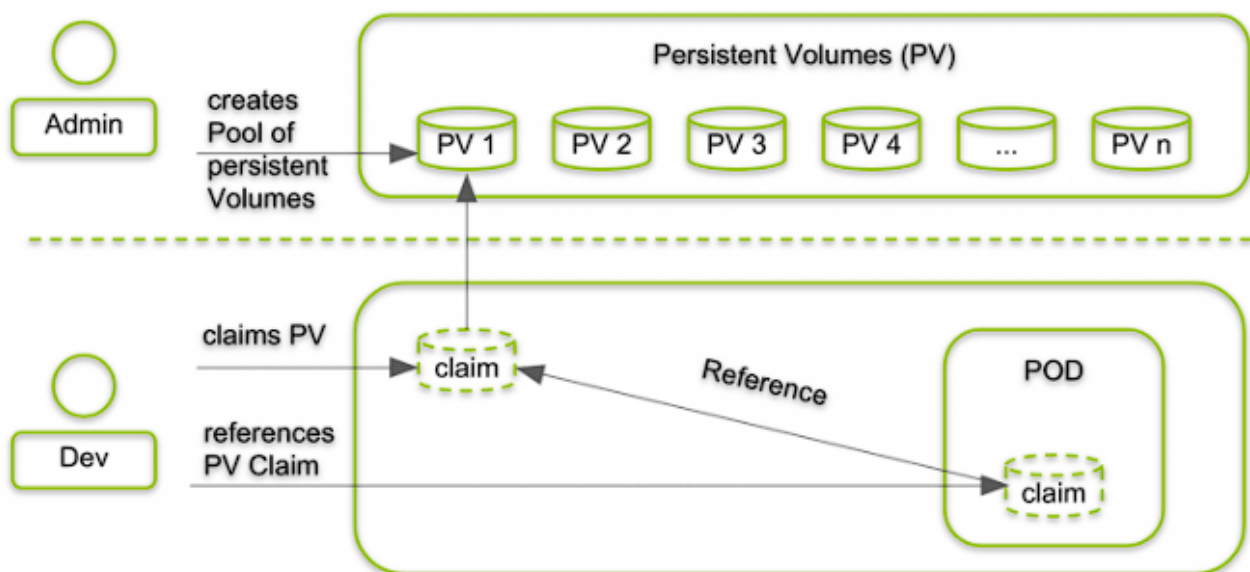 Persistent Volumes (PV)
Admin
creates
Pool of
persistent
Volumes
PV 1
PV 2
PV 3
PV 4
...
PV n
claims PV
claim
Reference
POD
Dev
references
PV Claim
claim